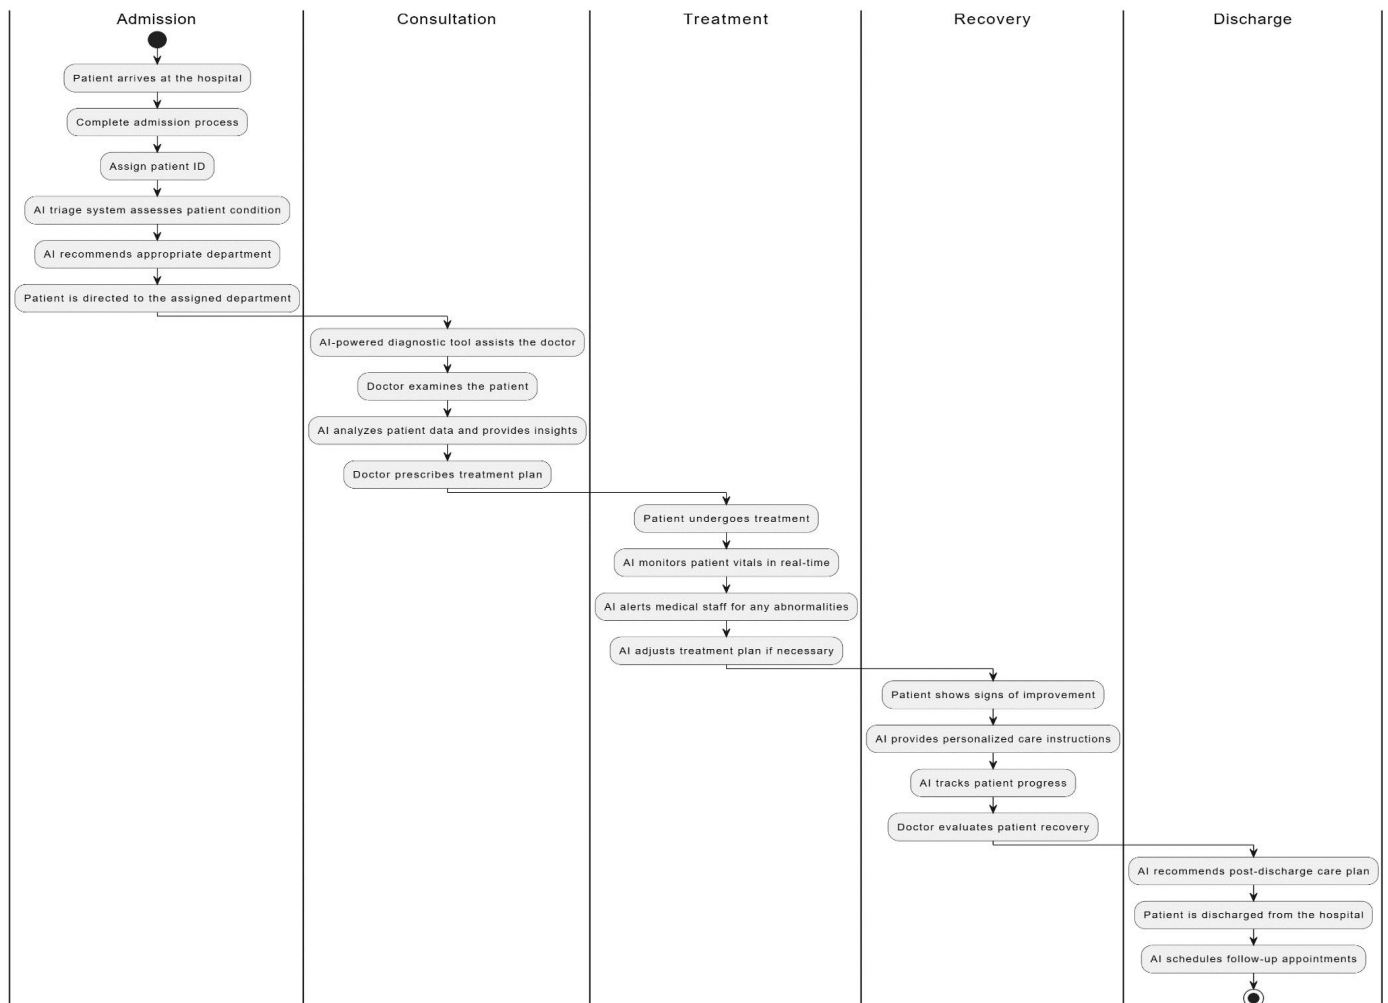 Admission
Consultation
Treatment
Recovery
Discharge
Patient arrives at the hospital
Complete admission process
Assign patient ID
AI triage system assesses patient condition
AI recommends appropriate department
Patient is directed to the assigned department
AI-powered diagnostic tool assists the doctor
Doctor examines the patient
AI analyzes patient data and provides insights
Doctor prescribes treatment plan
Patient undergoes treatment
AI monitors patient vitals in real-time
AI alerts medical staff for any abnormalities
AI adjusts treatment plan if necessary
Patient shows signs of improvement
AI provides personalized care instructions
AI tracks patient progress
Doctor evaluates patient recovery
AI recommends post-discharge care plan
Patient is discharged from the hospital
AI schedules follow-up appointments